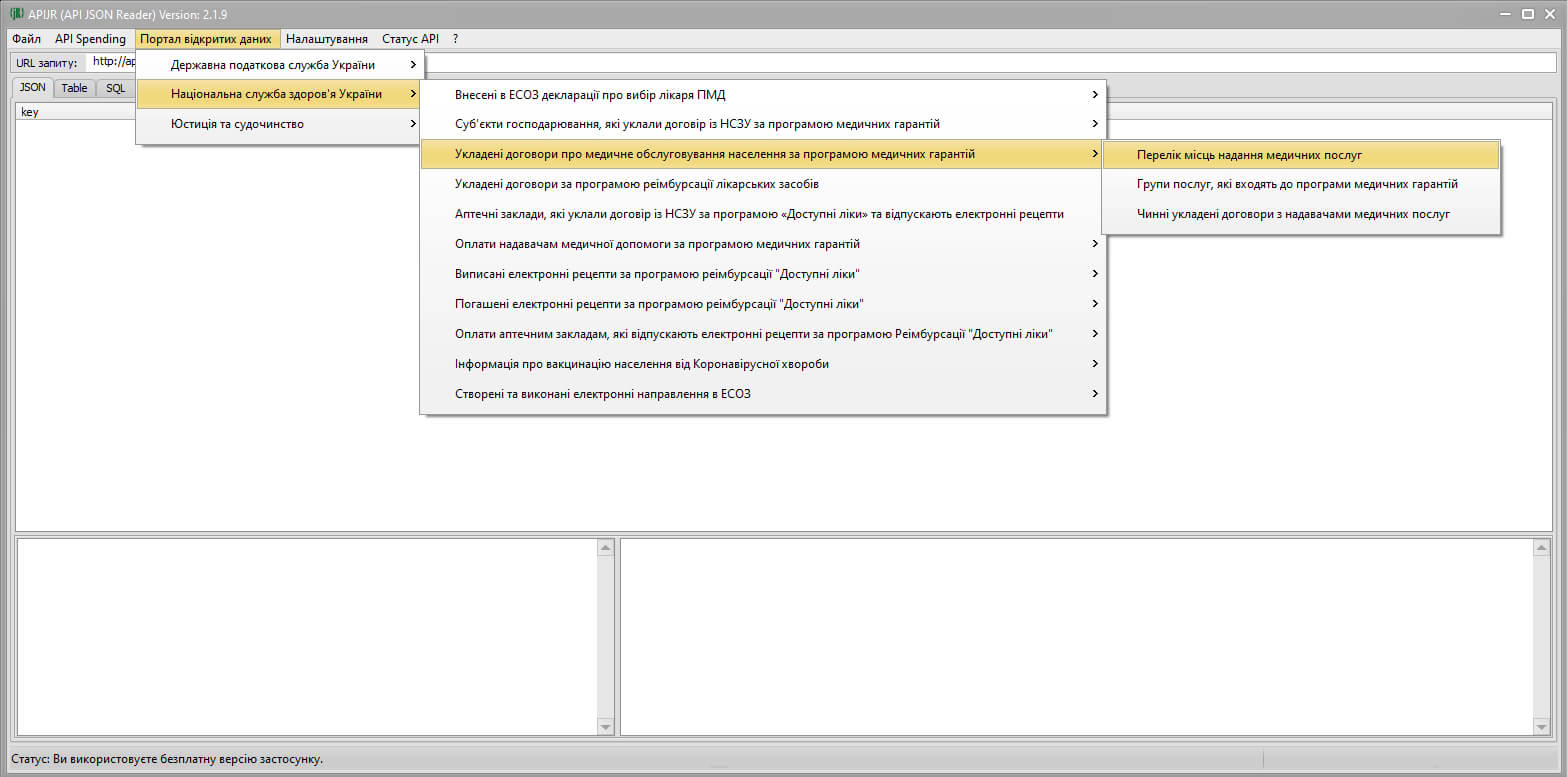 APIJR (API JSON Reader) Version: 2.1.9
Файл API Spending Портал відкритих даних Налаштування Статус API ?
URL запиту: http://ap
Державна податкова служба України
JSON Table SQL
Національна служба здоров'я України
Юстиція та судочинство
key
Внесені в ЕСОЗ декларації про вибір лікаря ПМД
Суб'єкти господарювання, які уклали договір із НСЗУ за програмою медичних гарантій
Укладені договори про медичне обслуговування населення за програмою медичних гарантій
Укладені договори за програмою реімбурсації лікарських засобів
Аптечні заклади, які уклали договір із НСЗУ за програмою «Доступні ліки» та відпускають електронні рецепти
Оплати надавачам медичної допомоги за програмою медичних гарантій
Виписані електронні рецепти за програмою реімбурсації "Доступні ліки"
Погашені електронні рецепти за програмою реімбурсації "Доступні ліки"
Оплати аптечним закладам, які відпускають електронні рецепти за програмою Реімбурсації "Доступні ліки"
Інформація про вакцинацію населення від Коронавірусної хвороби
Створені та виконані електронні направлення в ЕСОЗ
Перелік місць надання медичних послуг
Групи послуг, які входять до програми медичних гарантій
Чинні укладені договори з надавачами медичних послуг
Статус: Ви використовуєте безплатну версію застосунку.